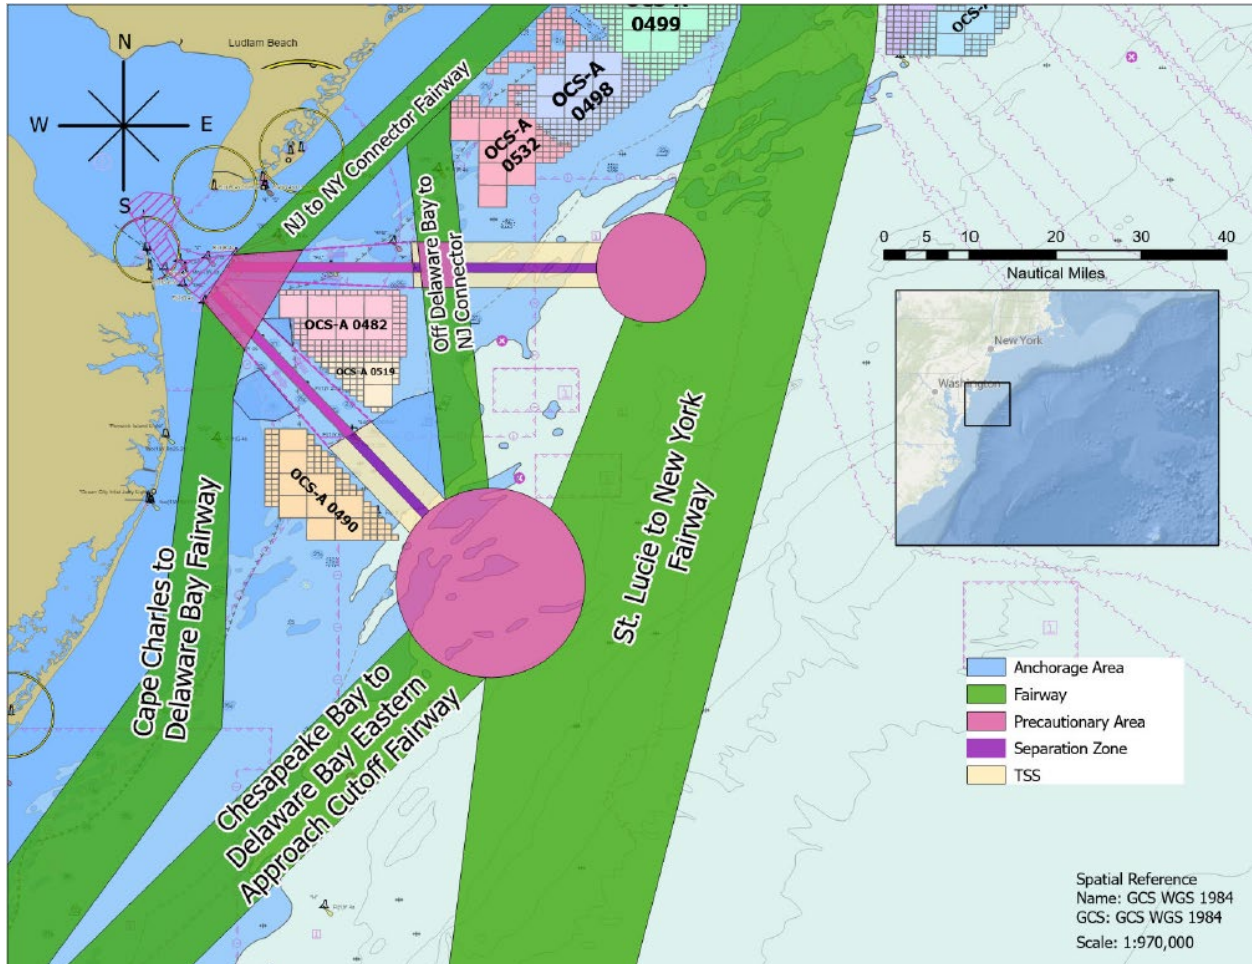 OCS-A
0499
OCS-A
Ludlam Beach
N
W
E
S
NJ to NY Connector Fairway
OCS-A
0498
OCS-A
0532
0
5
10
20
30
40
Nautical Miles
Off Delaware Bay to
NJ Connector
OCS-A 0482
OCS-A 0519
OCS-A 0490
New York
Washington
St. Lucie to New York
Fairway
Cape Charles to
Delaware Bay Fairway
Chesapeake Bay to
Delaware Bay Eastern
Approach Cutoff Fairway
Anchorage Area
Fairway
Precautionary Area
Separation Zone
TSS
Spatial Reference
Name: GCS WGS 1984
GCS: GCS WGS 1984
Scale: 1:970,000